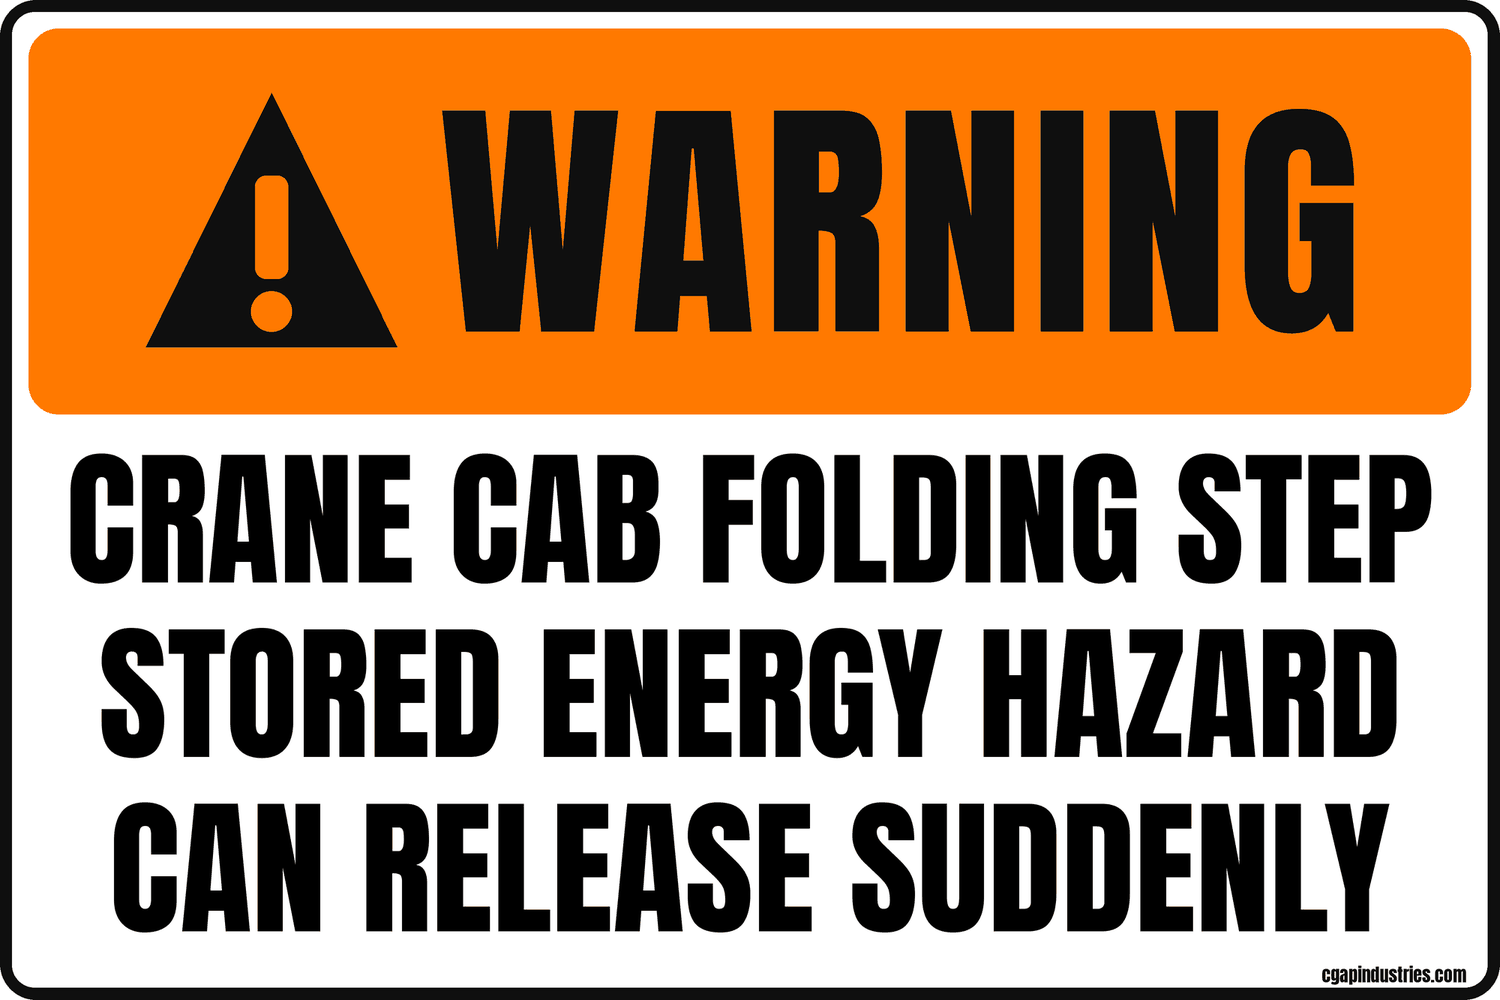 WARNING
CRANE CAB FOLDING STEP
STORED ENERGY HAZARD
CAN RELEASE SUDDENLY
cgapindustries.com